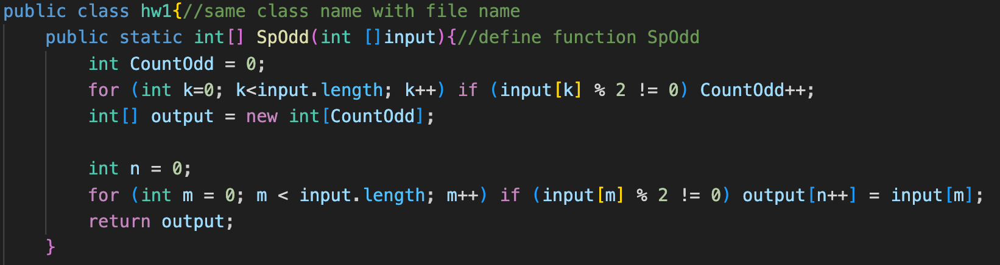 public class hw1{//same class name with file name
    public static int[] SpOdd(int []input){//define function SpOdd
        int CountOdd = 0;
        for (int k=0; k<input.length; k++) if (input[k] % 2 != 0) CountOdd++;
        int[] output = new int[CountOdd];

        int n = 0;
        for (int m = 0; m < input.length; m++) if (input[m] % 2 != 0) output[n++] = input[m];
        return output;
    }